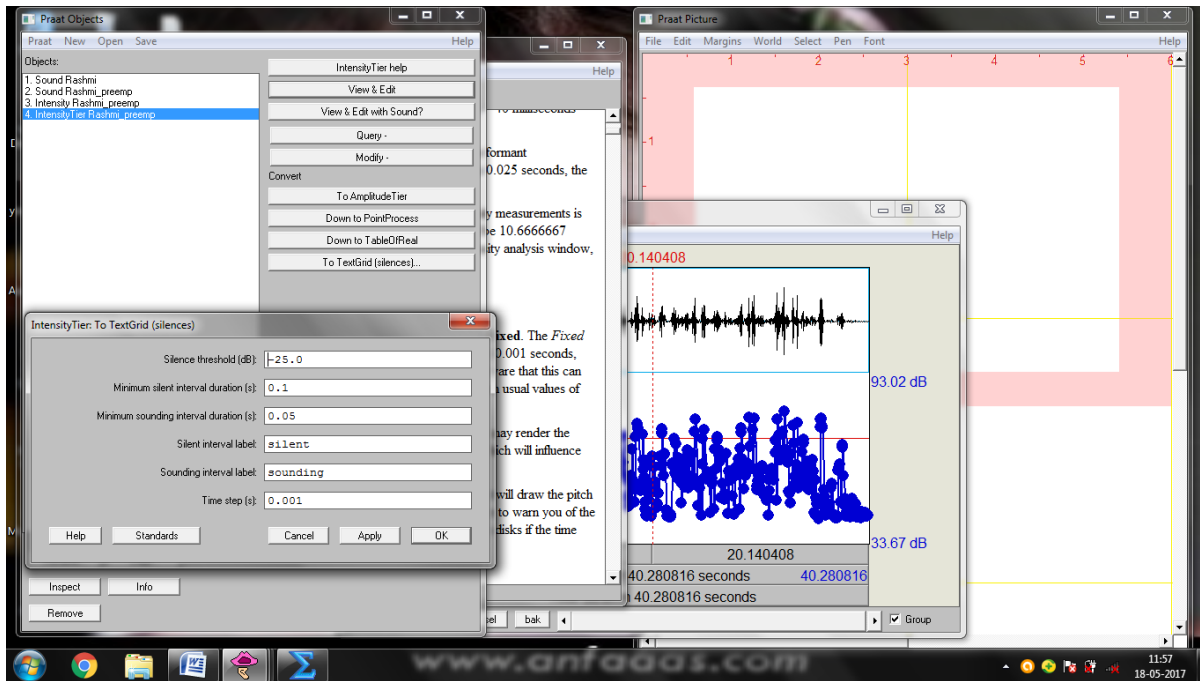 Praat Objects
Praat New Open Save Help
Objects:
1. Sound Rashmi
2. Sound Rashmi_preemp
3. Intensity Rashmi_preemp
4. IntensityTier Rashmi_preemp
IntensityTier help
View & Edit
View & Edit with Sound?
Query -
Modify -
Convert
To AmplitudeTier
Down to PointProcess
Down to TableOfReal
To TextGrid (silences)...
IntensityTier: To TextGrid (silences)
Silence threshold (dB): -25.0
Minimum silent interval duration (s): 0.1
Minimum sounding interval duration (s): 0.05
Silent interval label: silent
Sounding interval label: sounding
Time step (s): 0.001
Help Standards Cancel Apply OK
Inspect Info
Remove
Help
formant
0.025 seconds, the
y measurements is
be 10.6666667
ity analysis window,
ixed. The Fixed
0.001 seconds,
are that this can
usual values of
may render the
ich will influence
will draw the pitch
to warn you of the
disks if the time
Praat Picture
File Edit Margins World Select Pen Font Help
1 2 3 4 5 6
1
Help
0.140408
93.02 dB
33.67 dB
20.140408
40.280816 seconds 40.280816
40.280816 seconds
sel bak Group
www.anfaaas.com
11:57
18-05-2017